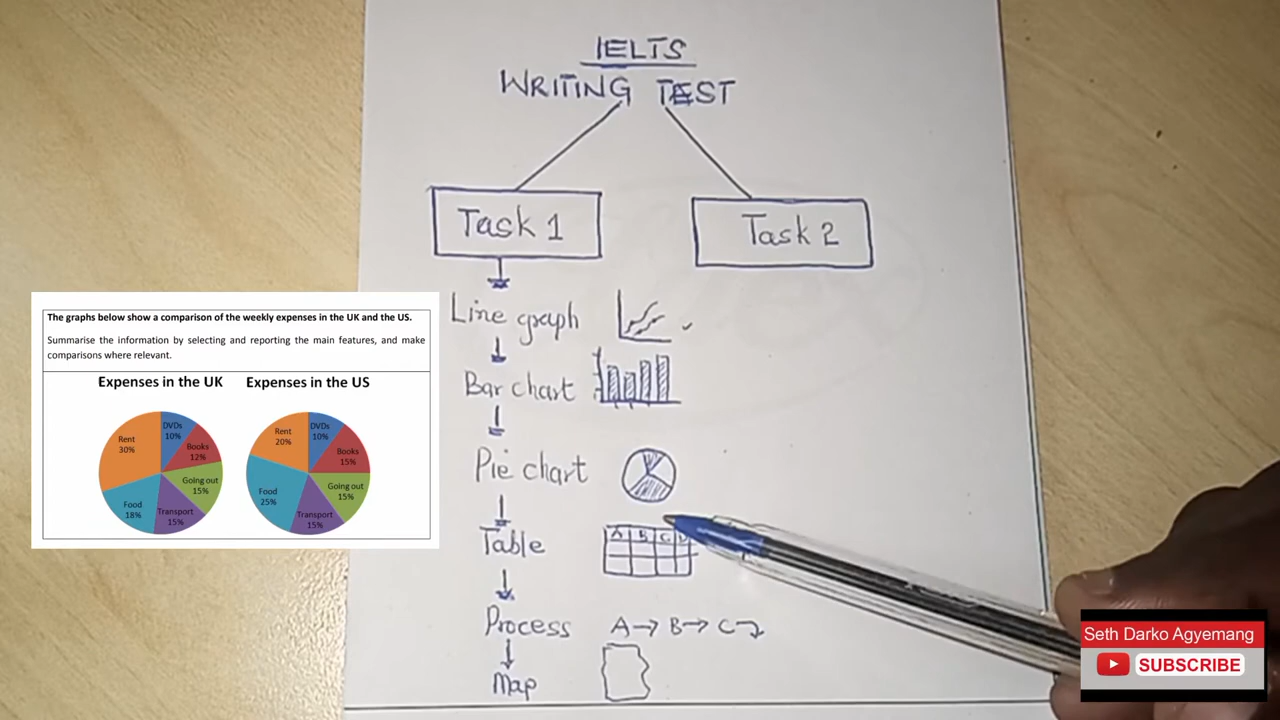 IELTS
WRITING TEST
Task 1
Task 2
Line graph
Bar chart
Pie chart
Table
A B C D
Process A B C
Map
The graphs below show a comparison of the weekly expenses in the UK and the US.
Summarise the information by selecting and reporting the main features, and make
comparisons where relevant.
Expenses in the UK
DVDs
10%
Books
12%
Going out
15%
Transport
15%
Food
18%
Rent
30%
Expenses in the US
DVDs
10%
Books
15%
Going out
15%
Transport
15%
Food
25%
Rent
20%
Seth Darko Agyemang
SUBSCRIBE